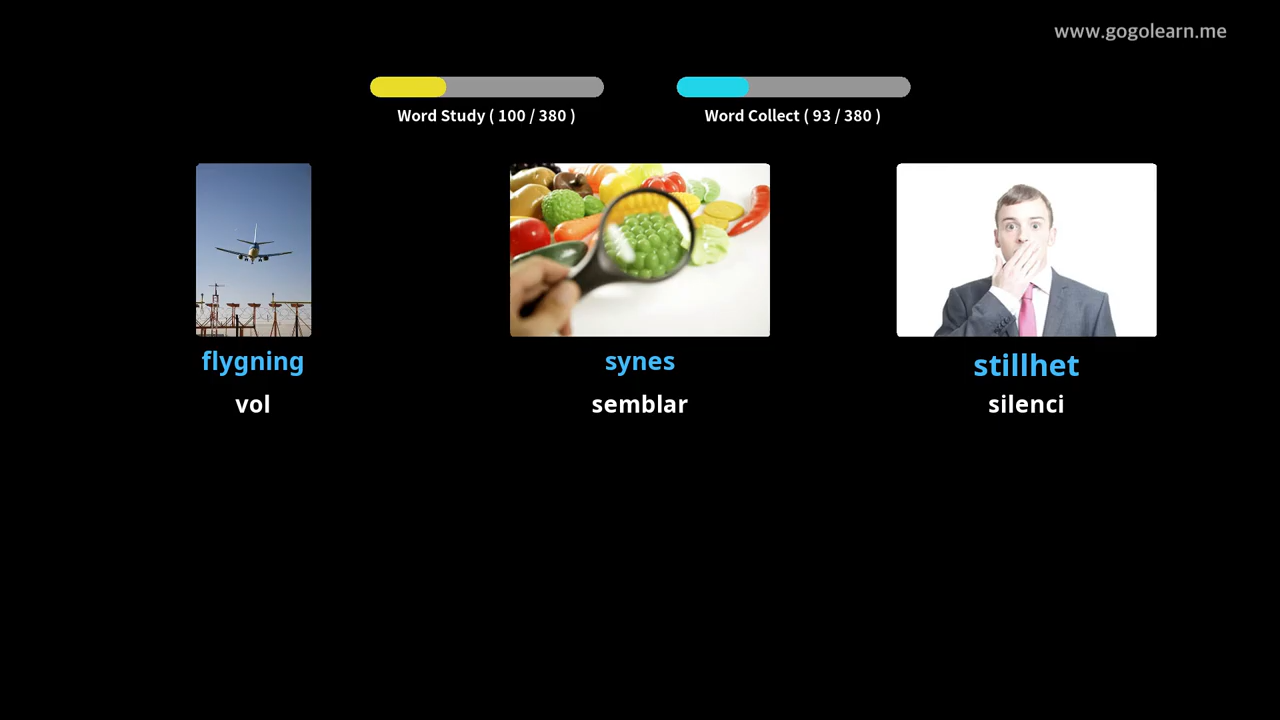 www.gogolearn.me
Word Study ( 100 / 380 )
Word Collect ( 93 / 380 )
flygning
synes
stillhet
vol
semblar
silenci